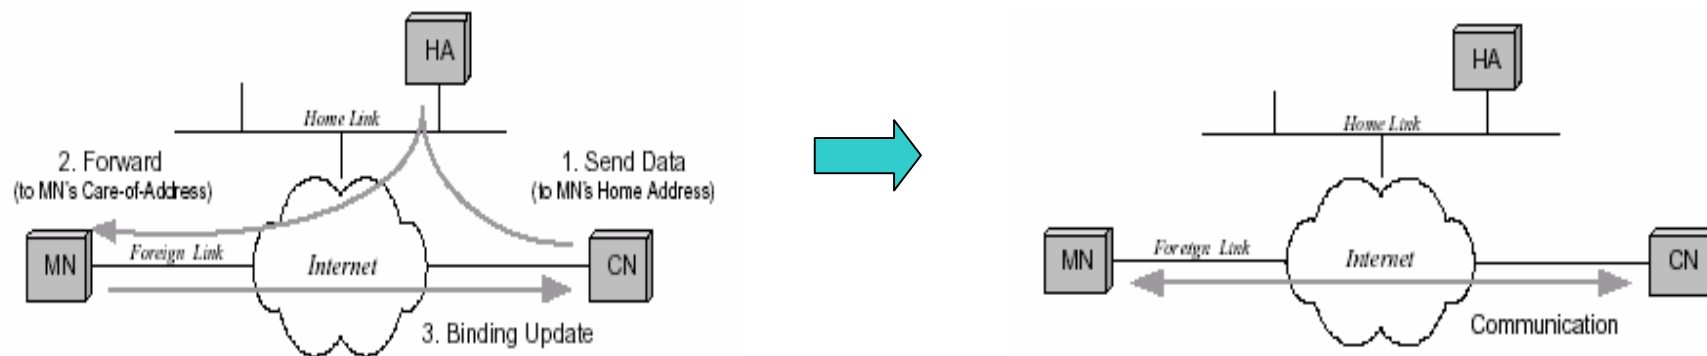 HA
Home Link
2. Forward
(to MN's Care-of-Address)
1. Send Data
(to MN's Home Address)
MN
Foreign Link
Internet
CN
3. Binding Update
HA
Home Link
MN
Foreign Link
Internet
CN
Communication